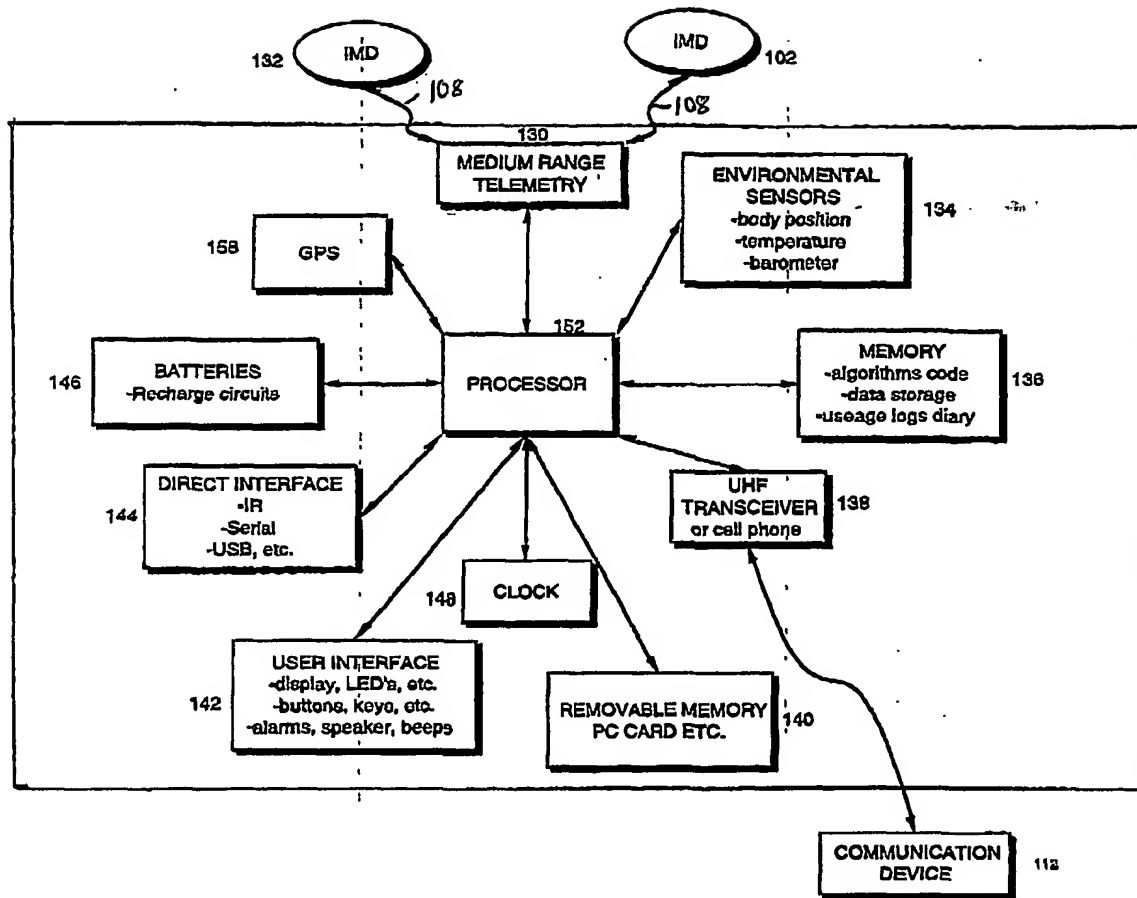 IMD
132
108
IMD
102
108
130
MEDIUM RANGE
TELEMETRY
ENVIRONMENTAL
SENSORS
-body position
-temperature
-barometer
134
158
GPS
152
PROCESSOR
146
BATTERIES
-Recharge circuits
MEMORY
-algorithms code
-data storage
-useage logs diary
136
DIRECT INTERFACE
-IR
-Serial
-USB, etc.
144
UHF
TRANSCEIVER
or cell phone
138
148
CLOCK
142
USER INTERFACE
-display, LED's, etc.
-buttons, keys, etc.
-alarms, speaker, beeps
REMOVABLE MEMORY
PC CARD ETC.
140
COMMUNICATION
DEVICE
112